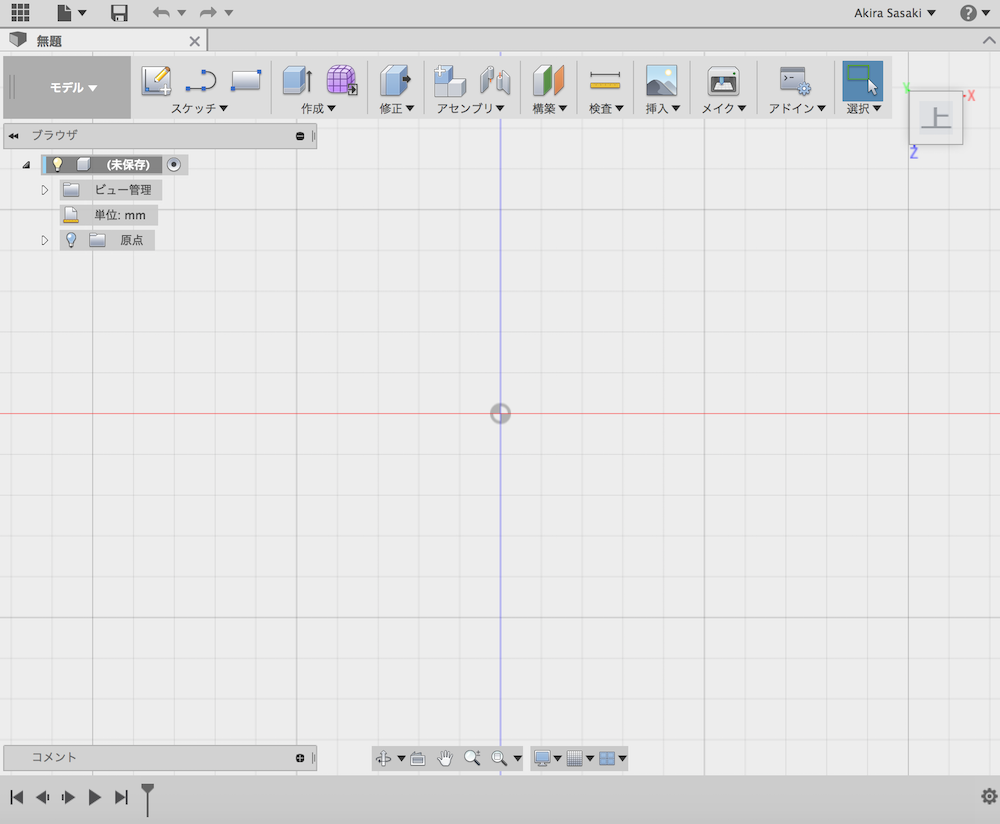 Akira Sasaki
無題
モデル
スケッチ
作成
修正
アセンブリ
構築
検査
挿入
メイク
アドイン
選択
Y
X
上
Z
ブラウザ
(未保存)
ビュー管理
単位: mm
原点
コメント